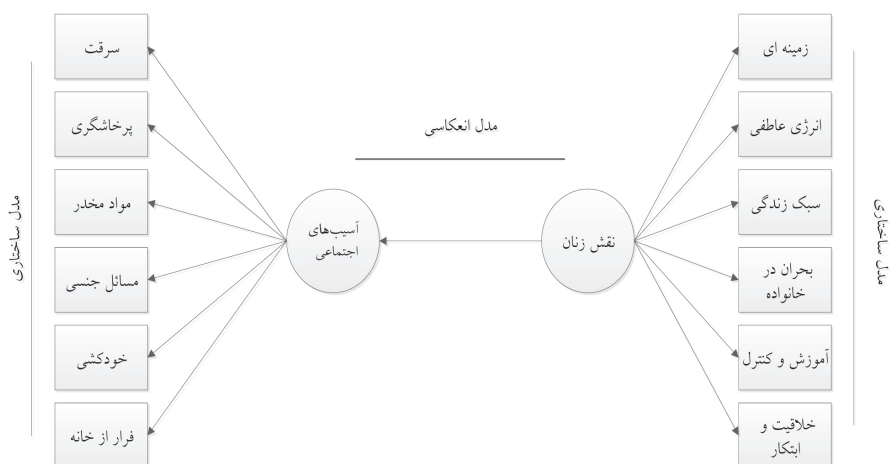 زمینه ای
انرژی عاطفی
سبک زندگی
بحران در
خانواده
آموزش و کنترل
خلاقیت و
ابتکار
مدل ساختاری
نقش زنان
مدل انعکاسی
آسیب‌های
اجتماعی
سرقت
پرخاشگری
مواد مخدر
مسائل جنسی
خودکشی
فرار از خانه
مدل ساختاری